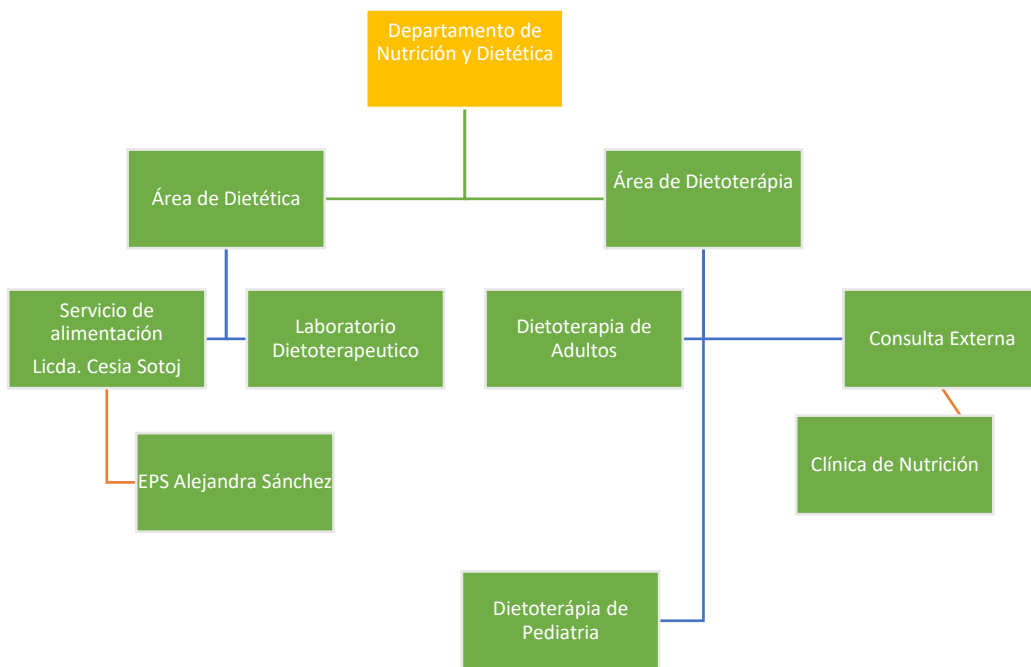 Departamento de
Nutrición y Dietética
Área de Dietética
Área de Dietoterápia
Servicio de
alimentación
Licda. Cesia Sotoj
Laboratorio
Dietoterapeutico
Dietoterapia de
Adultos
Consulta Externa
EPS Alejandra Sánchez
Clínica de Nutrición
Dietoterápia de
Pediatria